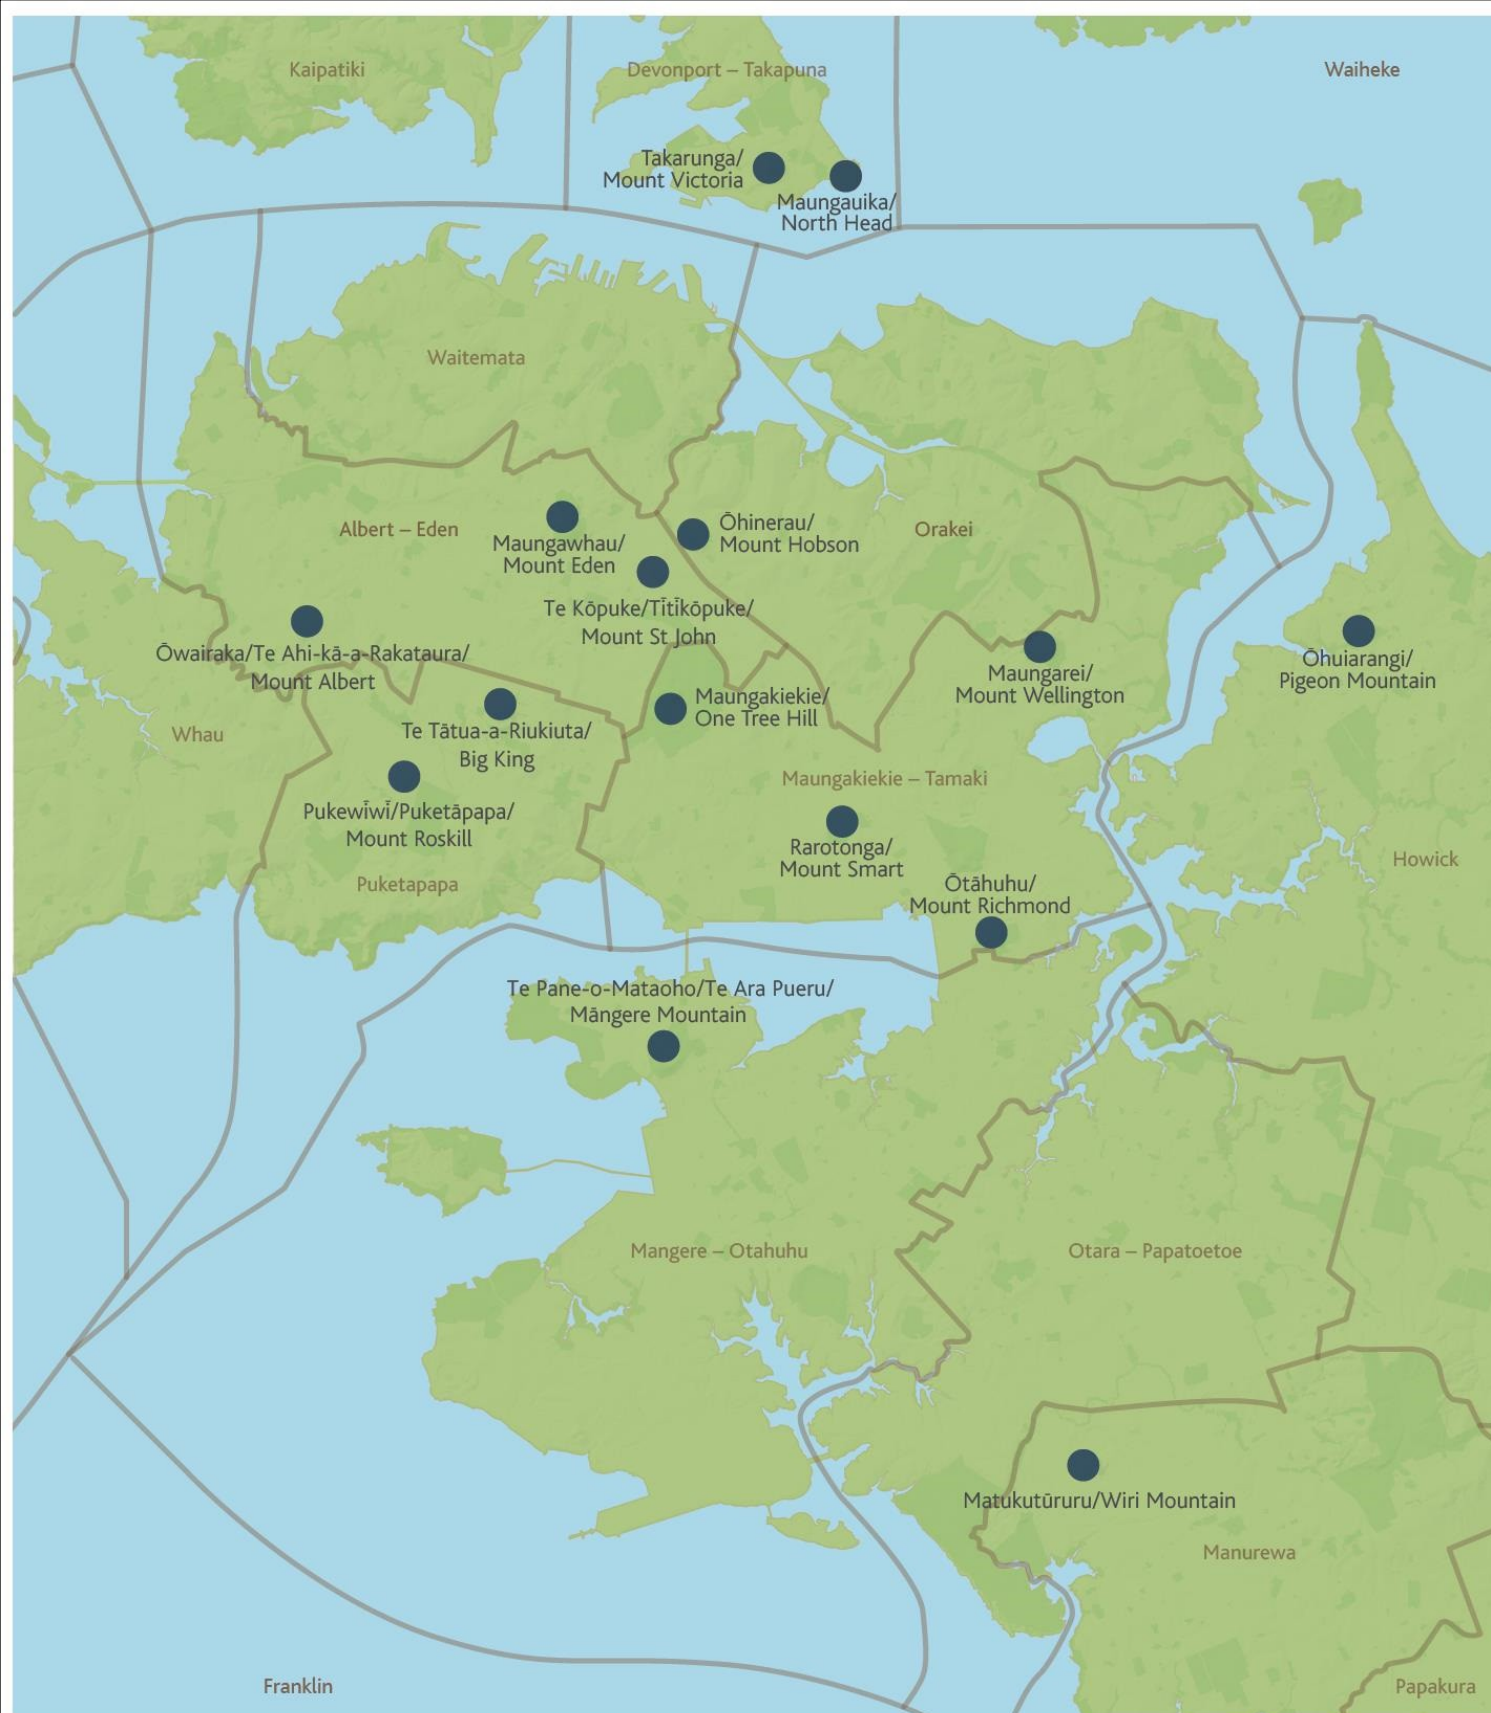 Kaipatiki
Devonport – Takapuna
Waiheke
Takarunga/
Mount Victoria
Maungauika/
North Head
Waitemata
Albert – Eden
Maungawhau/
Mount Eden
Ōhinerau/
Mount Hobson
Orakei
Te Kōpuke/Tītīkōpuke/
Mount St John
Ōwairaka/Te Ahi-kā-a-Rakataura/
Mount Albert
Ōhuiarangi/
Pigeon Mountain
Maungarei/
Mount Wellington
Maungakiekie/
One Tree Hill
Whau
Te Tātua-a-Riukiuta/
Big King
Maungakiekie – Tamaki
Pukewīwī/Puketāpapa/
Mount Roskill
Rarotonga/
Mount Smart
Howick
Puketapapa
Ōtāhuhu/
Mount Richmond
Te Pane-o-Mataoho/Te Ara Pueru/
Māngere Mountain
Mangere – Otahuhu
Otara – Papatoetoe
Matukutūruru/Wiri Mountain
Manurewa
Franklin
Papakura